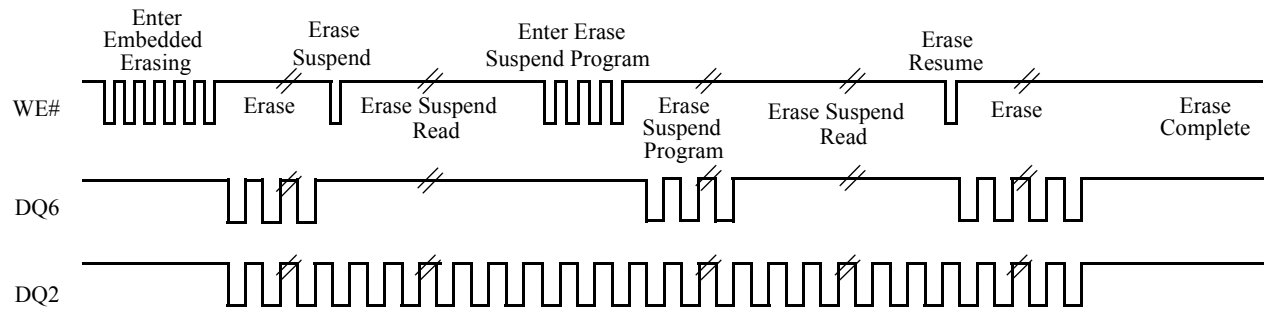 Enter
Embedded
Erasing
Erase
Suspend
Enter Erase
Suspend Program
Erase
Resume
WE#
Erase
Erase Suspend
Read
Erase
Suspend
Program
Erase Suspend
Read
Erase
Erase
Complete
DQ6
DQ2